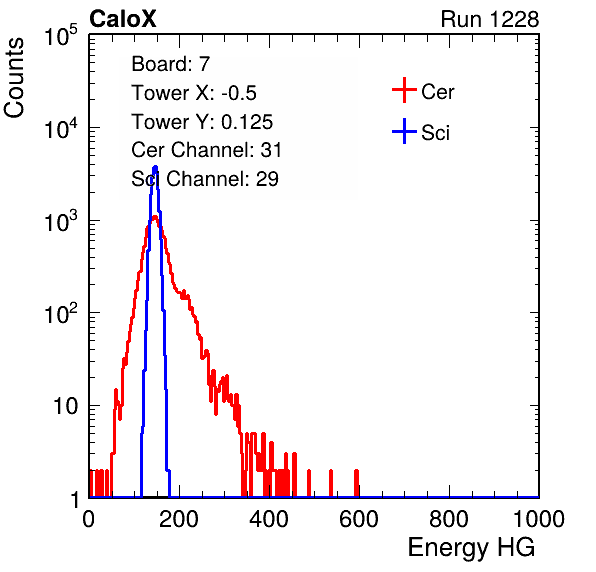 CaloX Run 1228
Counts
10^5
10^4
10^3
10^2
10
1
Board: 7
Tower X: -0.5
Tower Y: 0.125
Cer Channel: 31
Sci Channel: 29
Cer
Sci
0 200 400 600 800 1000
Energy HG